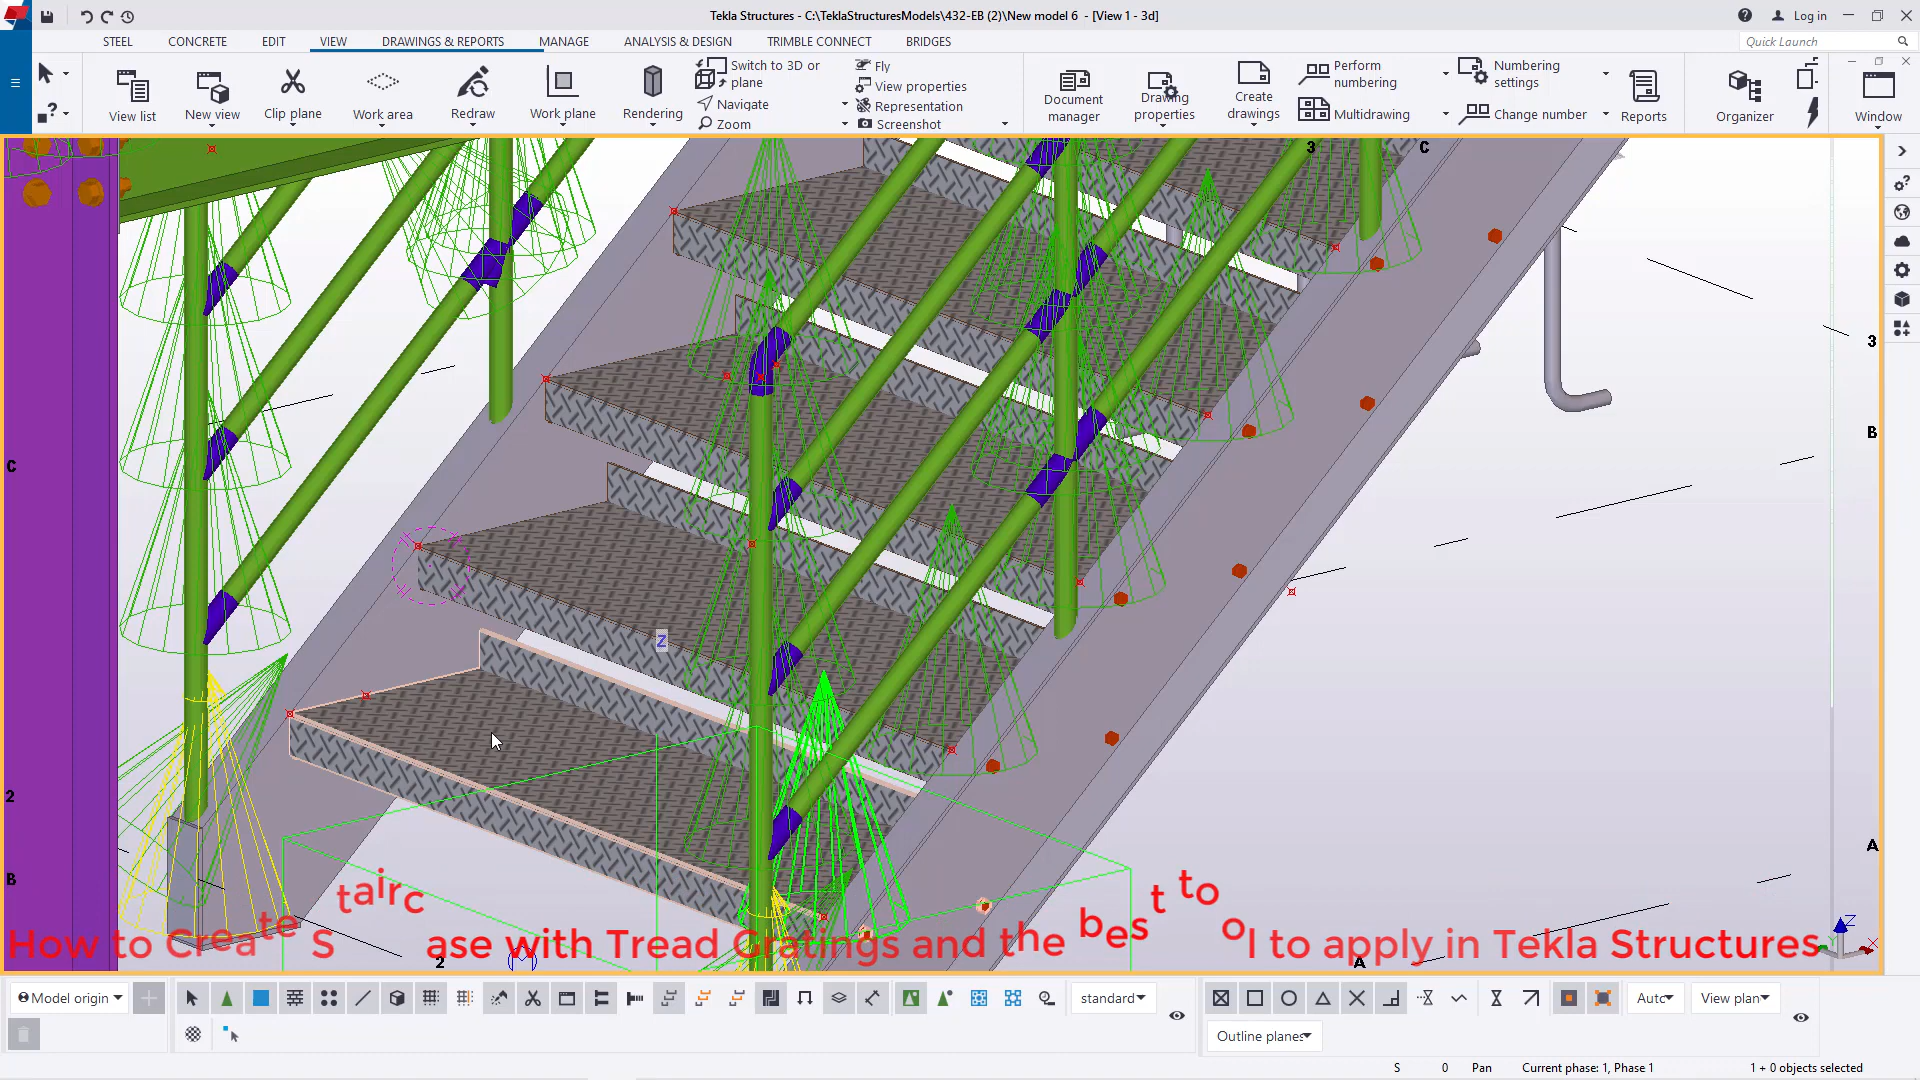 Tekla Structures - C:\TeklaStructuresModels\432-EB (2)\New model 6 - [View 1 - 3d]
Log in
STEEL CONCRETE EDIT VIEW DRAWINGS & REPORTS MANAGE ANALYSIS & DESIGN TRIMBLE CONNECT BRIDGES
Quick Launch
View list
New view
Clip plane
Work area
Redraw
Work plane
Rendering
Switch to 3D or plane
Navigate
Zoom
Fly
View properties
Representation
Screenshot
Document manager
Drawing properties
Create drawings
Perform numbering
Multidrawing
Numbering settings
Change number
Reports
Organizer
Window
3 C
3
B
C
Z
2
A
B
How to Create Staircase with Tread Gratings and the best tool to apply in Tekla Structures
2
A
Z
X
Model origin
standard
Auto
View plan
Outline planes
S 0 Pan Current phase: 1, Phase 1 1 + 0 objects selected